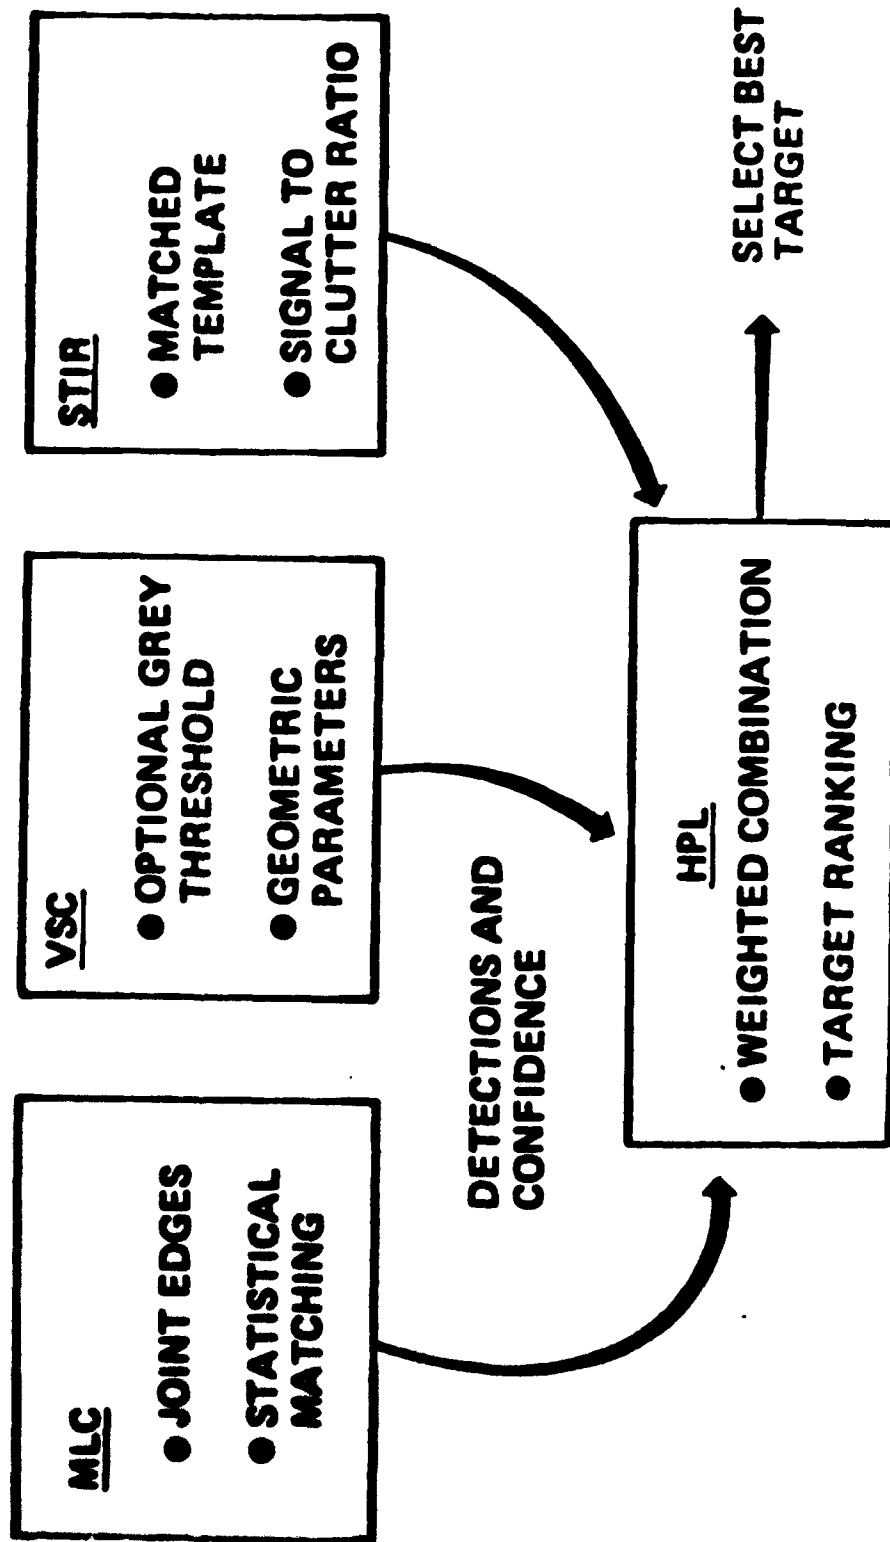 MLC
● JOINT EDGES
● STATISTICAL
MATCHING
VSC
● OPTIONAL GREY
THRESHOLD
● GEOMETRIC
PARAMETERS
STIR
● MATCHED
TEMPLATE
● SIGNAL TO
CLUTTER RATIO
DETECTIONS AND
CONFIDENCE
HPL
● WEIGHTED COMBINATION
● TARGET RANKING
SELECT BEST
TARGET